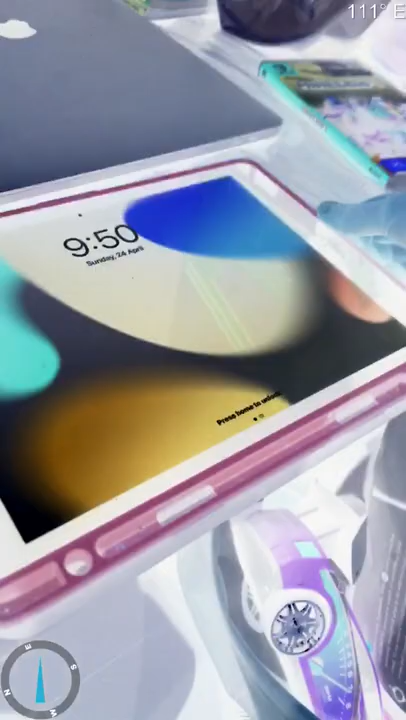 111° E
9:50
Sunday, 24 April
Press home to unlock
N
S